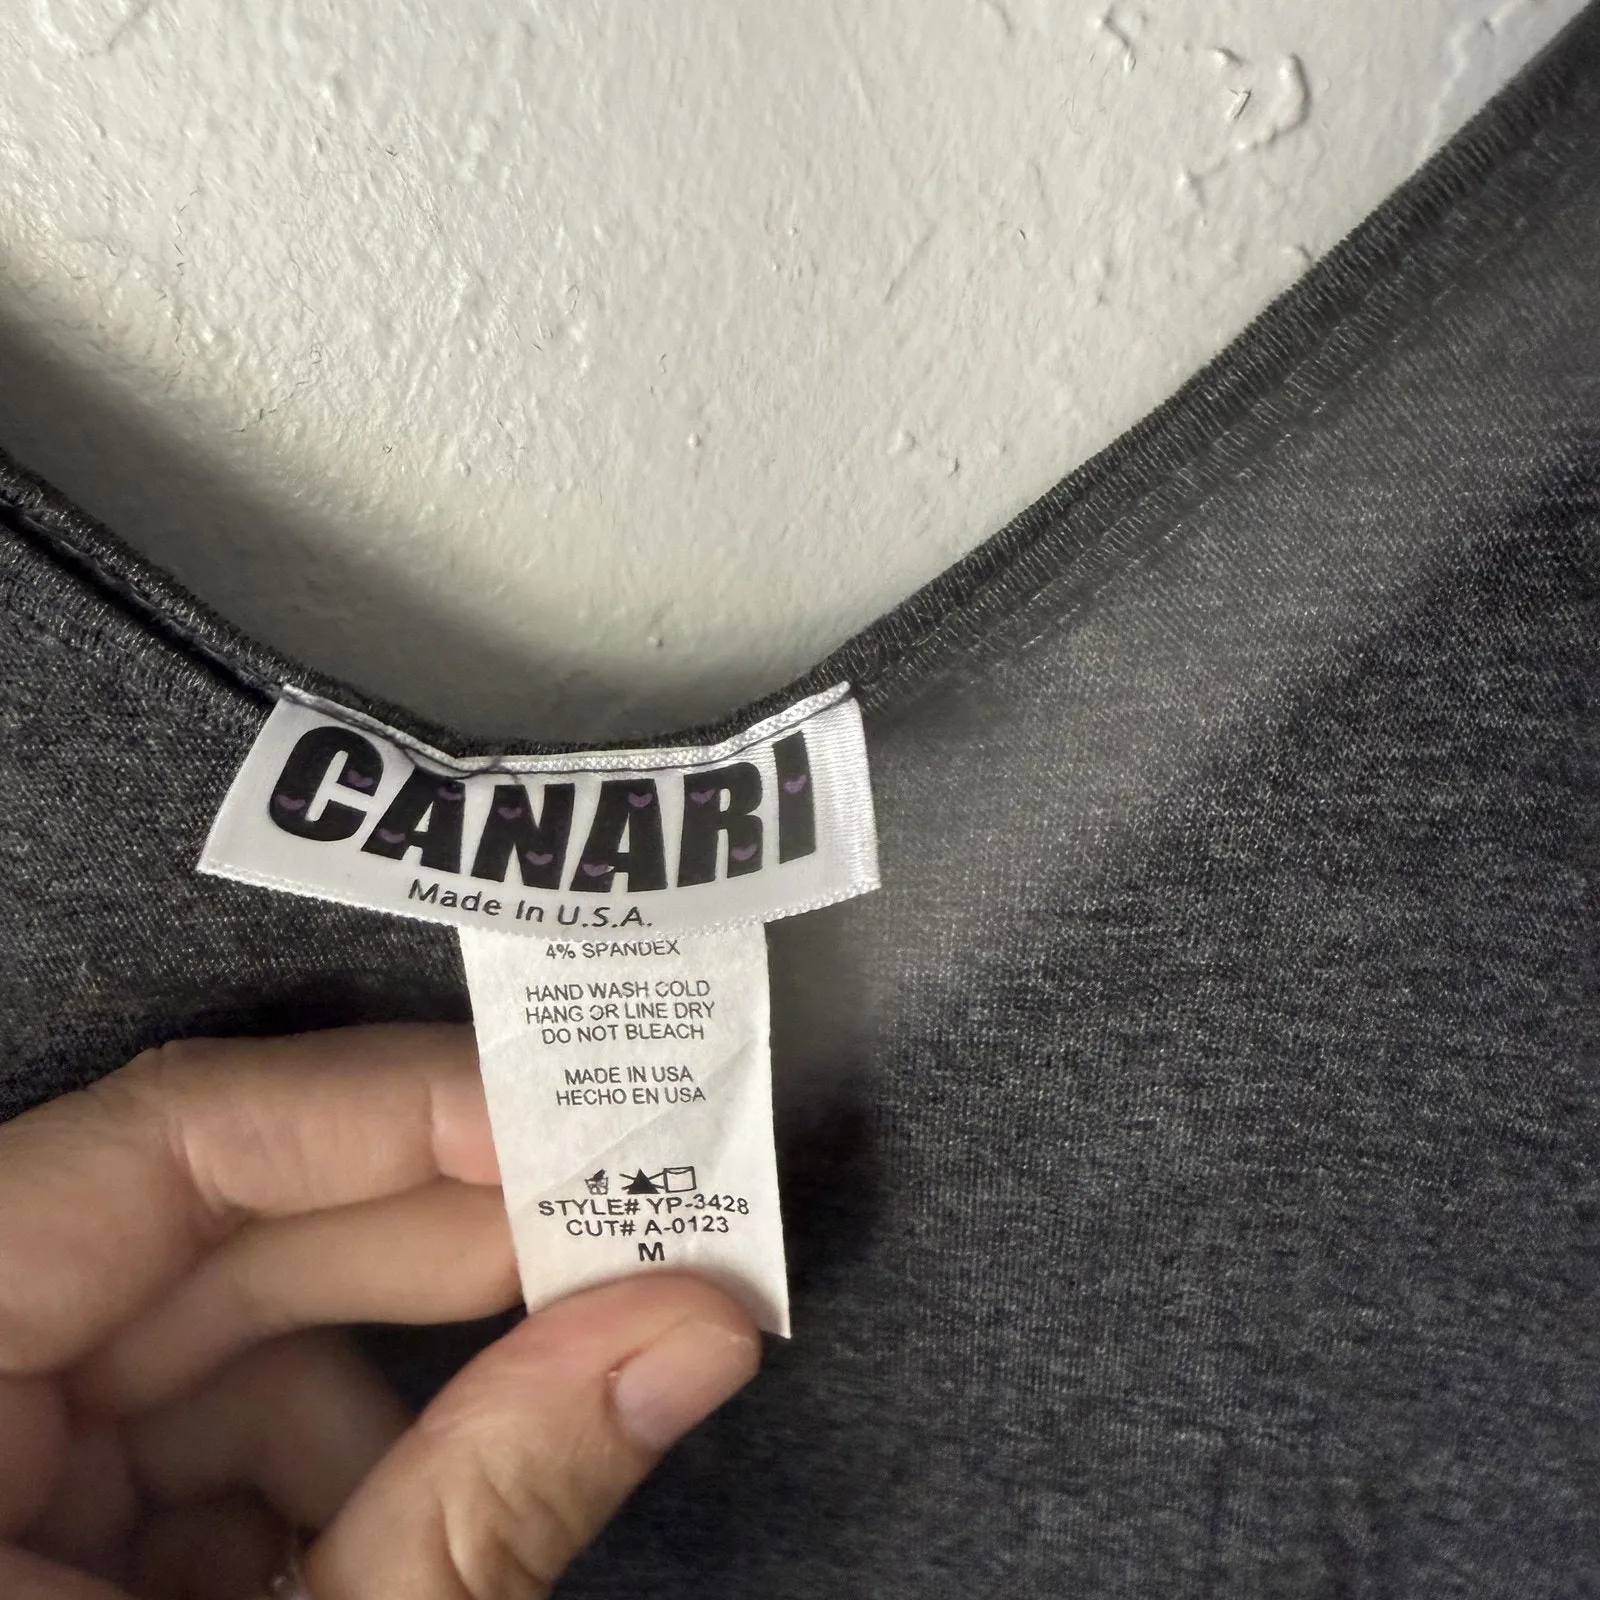 CANARI
Made In U.S.A.
4% SPANDEX
HAND WASH COLD
HANG OR LINE DRY
DO NOT BLEACH
MADE IN USA
HECHO EN USA
STYLE# YP-3428
CUT# A-0123
M